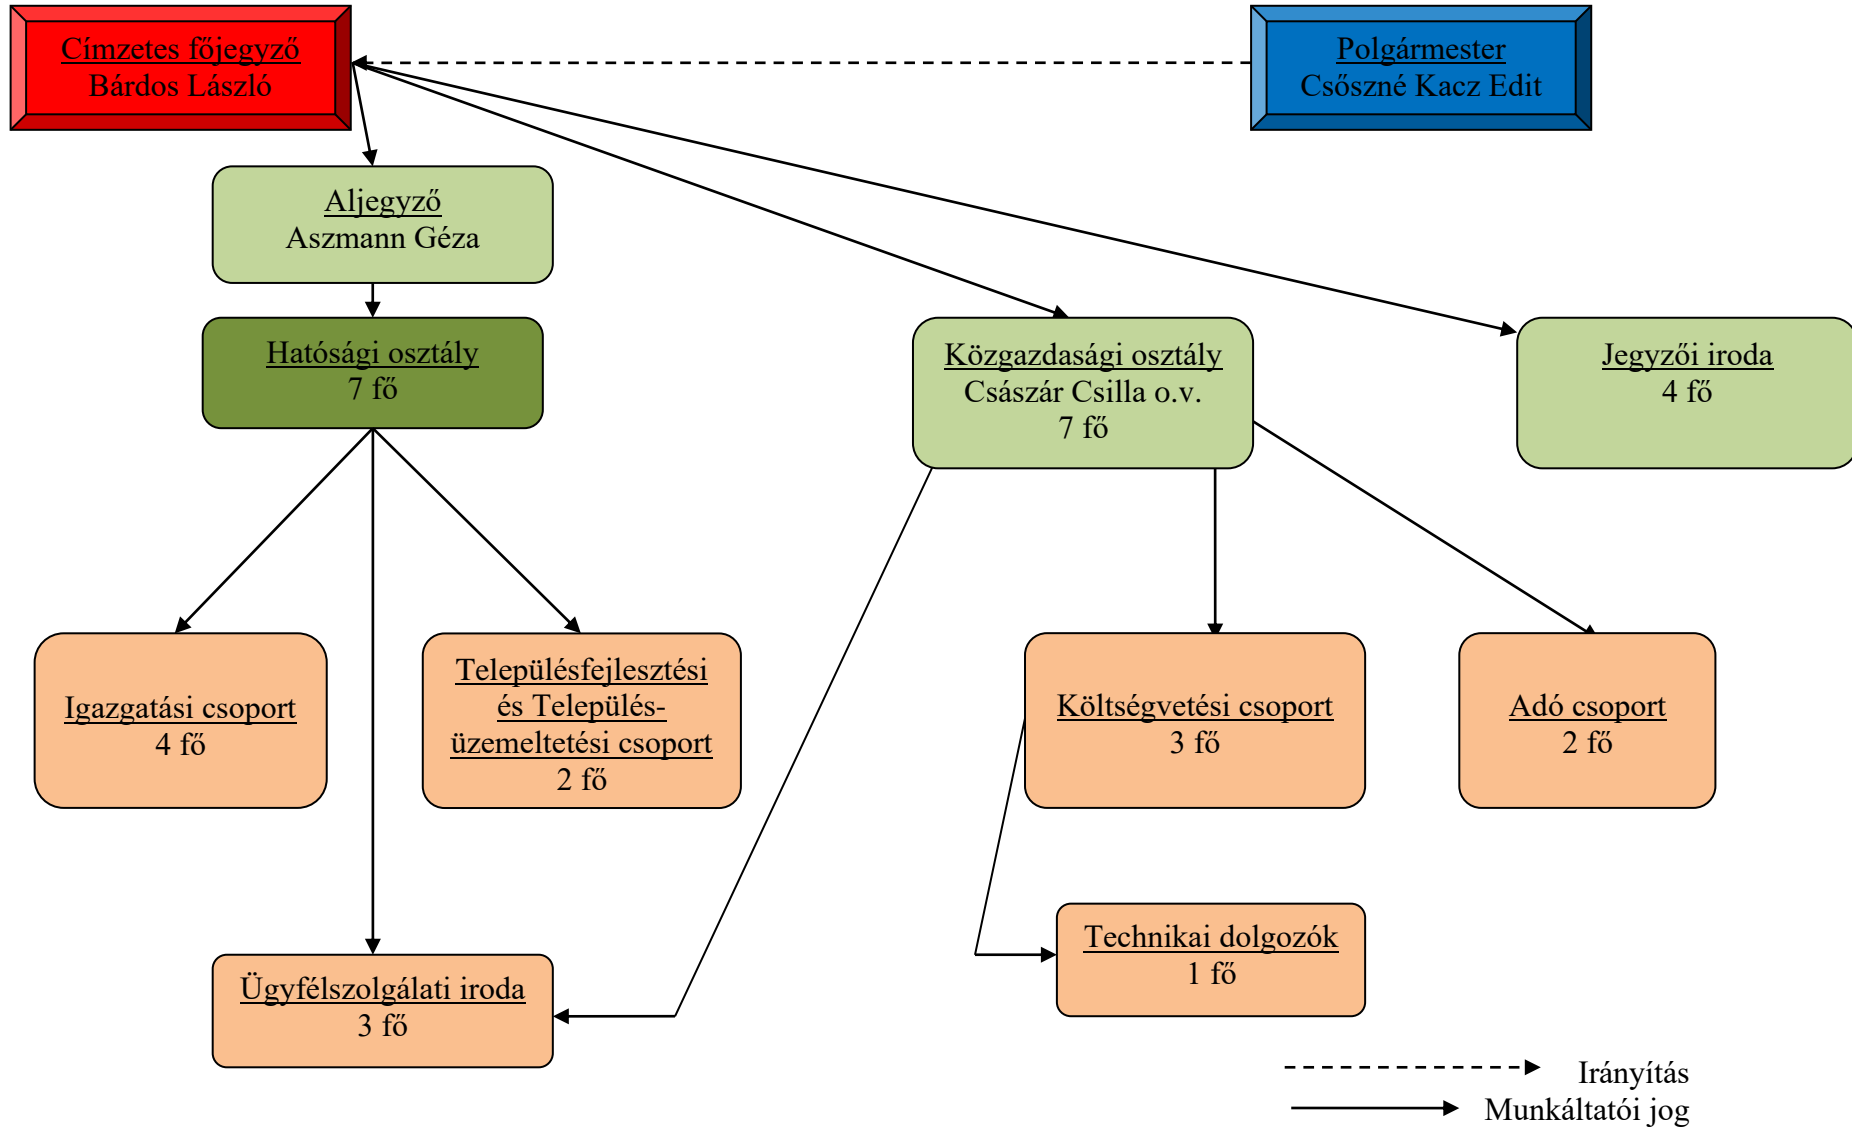 Címzetes főjegyző
Bárdos László
Polgármester
Csőszné Kacz Edit
Aljegyző
Aszmann Géza
Hatósági osztály
7 fő
Közgazdasági osztály
Császár Csilla o.v.
7 fő
Jegyzői iroda
4 fő
Igazgatási csoport
4 fő
Településfejlesztési
és Település-
üzemeltetési csoport
2 fő
Költségvetési csoport
3 fő
Adó csoport
2 fő
Technikai dolgozók
1 fő
Ügyfélszolgálati iroda
3 fő
Irányítás
Munkáltatói jog